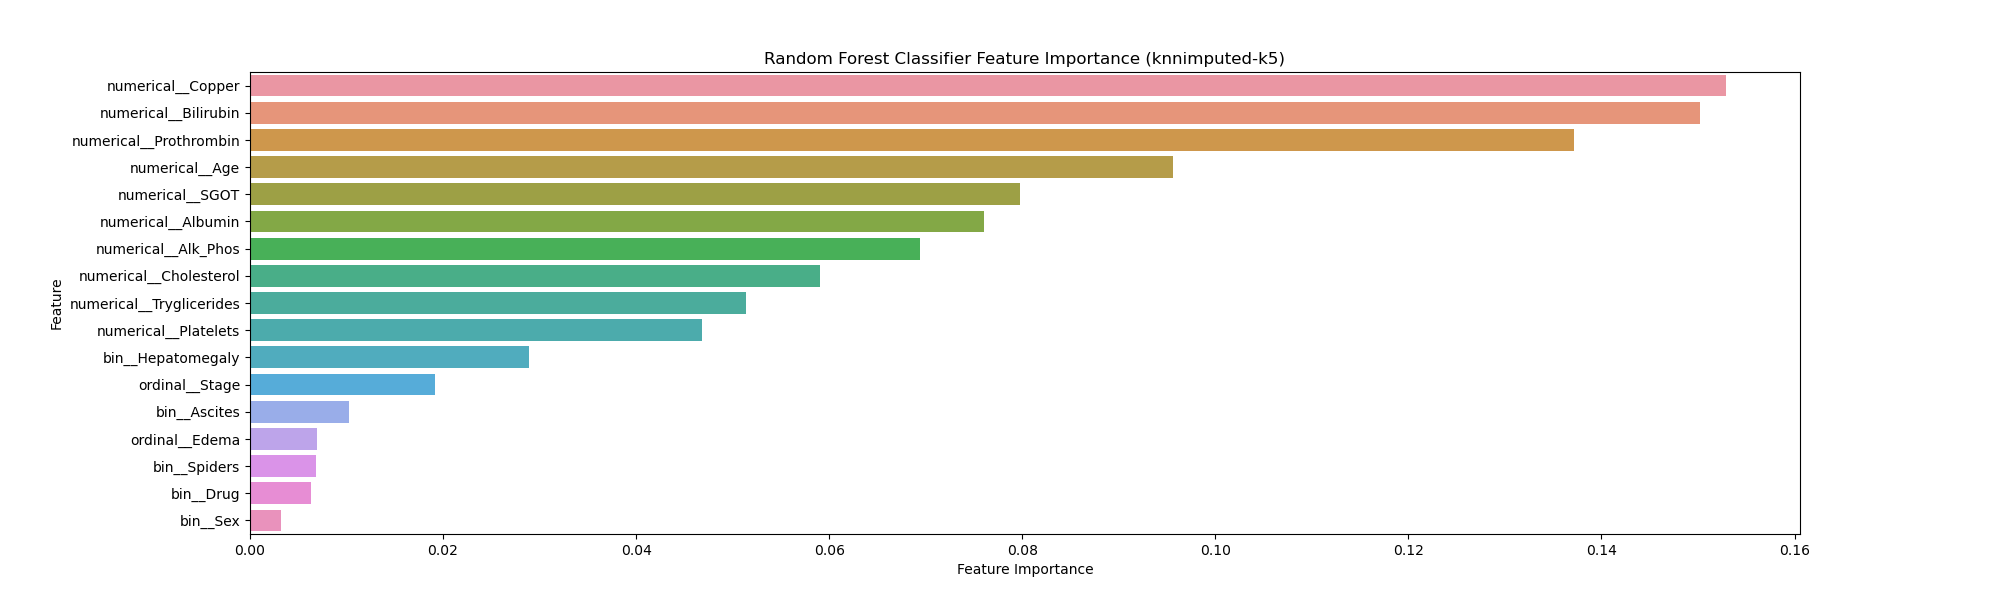 Random Forest Classifier Feature Importance (knnimputed-k5)
numerical__Copper
numerical__Bilirubin
numerical__Prothrombin
numerical__Age
numerical__SGOT
numerical__Albumin
numerical__Alk_Phos
numerical__Cholesterol
numerical__Tryglicerides
numerical__Platelets
bin__Hepatomegaly
ordinal__Stage
bin__Ascites
ordinal__Edema
bin__Spiders
bin__Drug
bin__Sex
Feature
0.00 0.02 0.04 0.06 0.08 0.10 0.12 0.14 0.16
Feature Importance